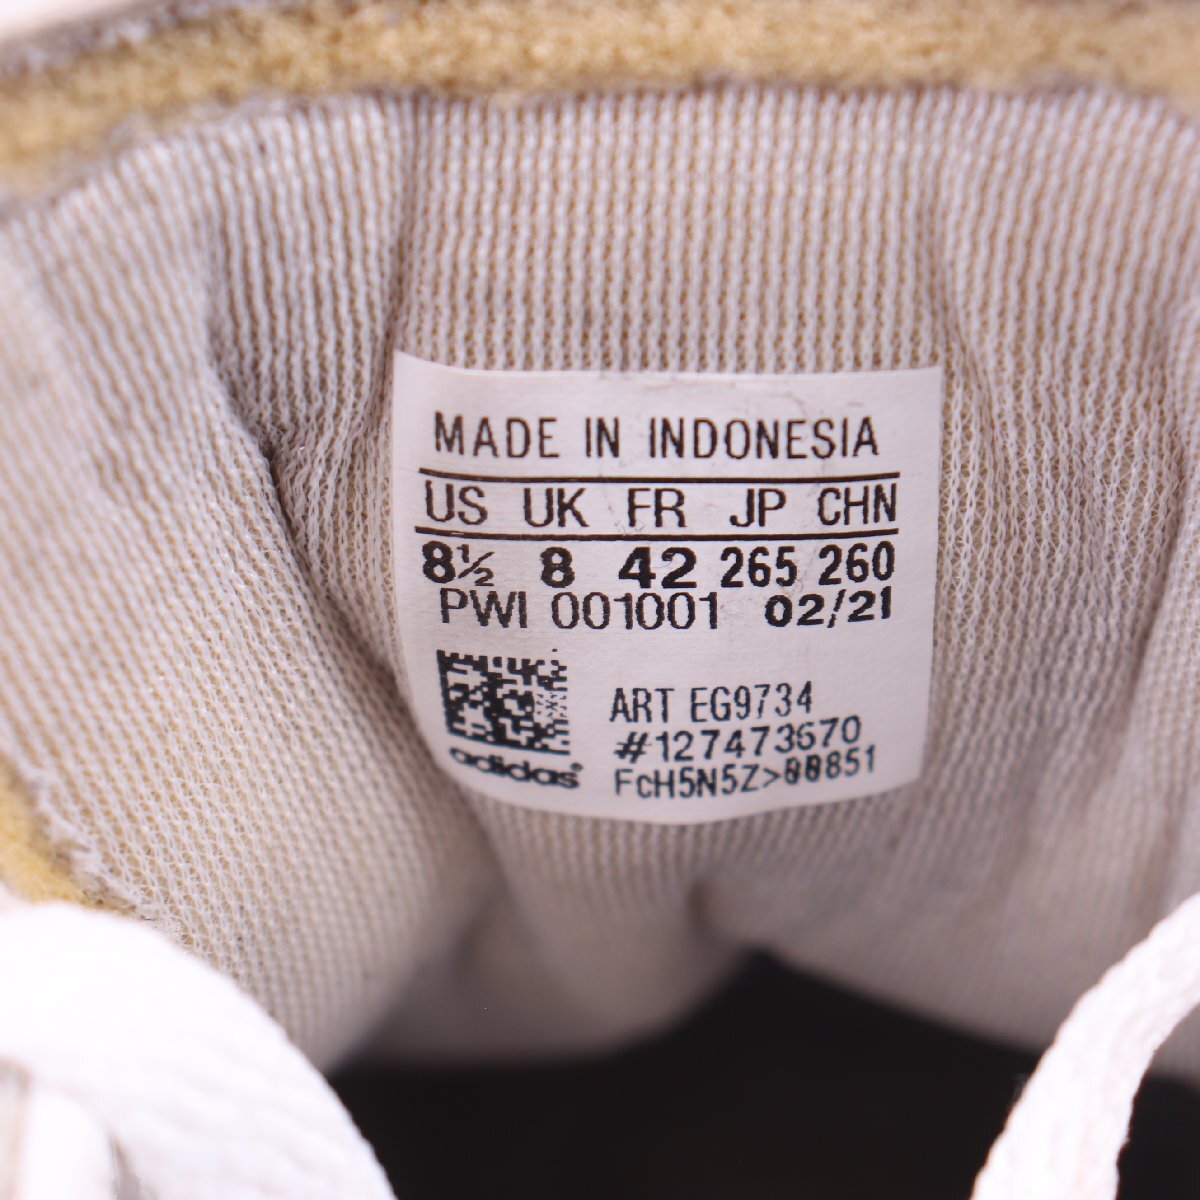 MADE IN INDONESIA
US UK FR JP CHN
8½ 8 42 265 260
PWI 001001 02/21
ART EG9734
#127473670
FcH5N5Z>00851
adidas